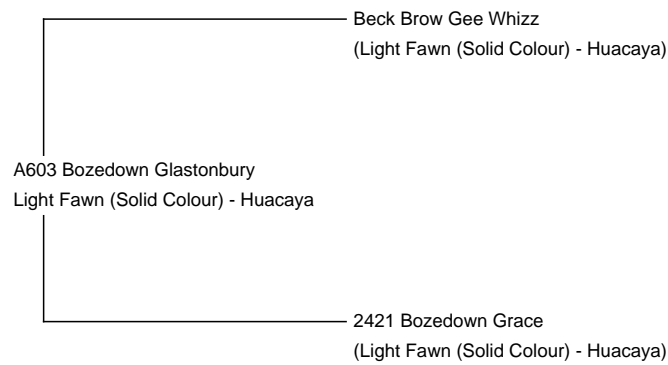 Beck Brow Gee Whizz
(Light Fawn (Solid Colour) - Huacaya)
A603 Bozedown Glastonbury
Light Fawn (Solid Colour) - Huacaya
2421 Bozedown Grace
(Light Fawn (Solid Colour) - Huacaya)